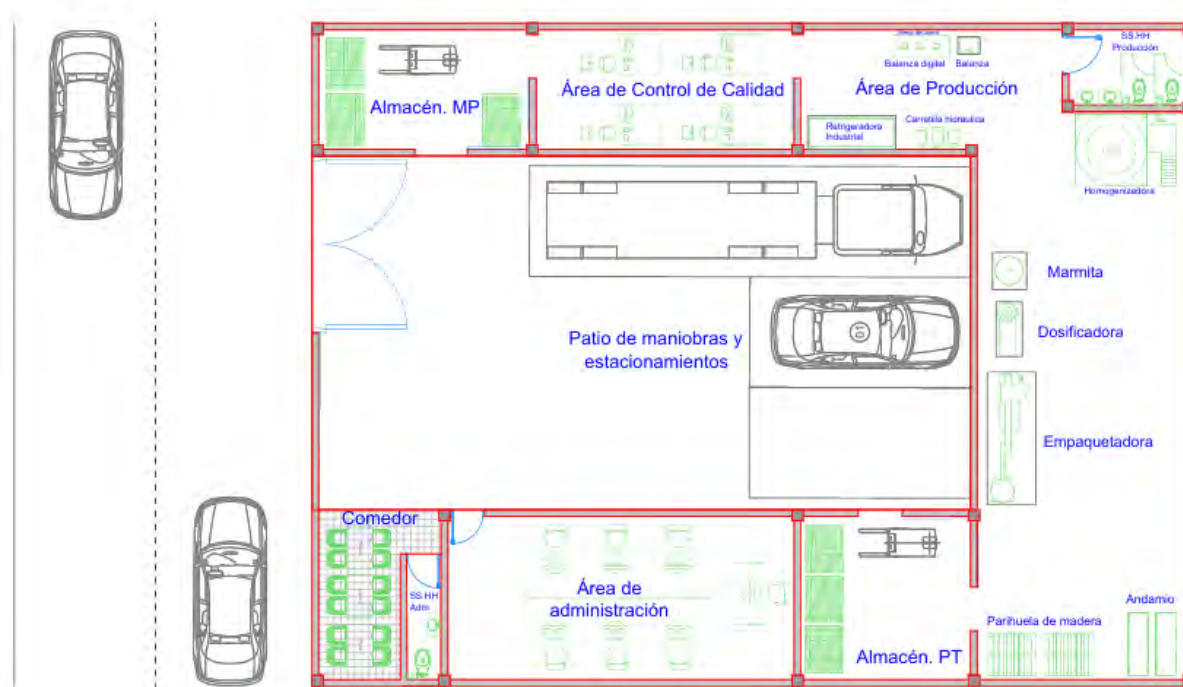 SS.HH
Producción
Balanza digital
Balanza
Almacén. MP
Área de Control de Calidad
Área de Producción
Refrigeradora
Industrial
Carretilla hidraulica
Homogenizadora
Marmita
Dosificadora
Patio de maniobras y
estacionamientos
01
Empaquetadora
Comedor
SS.HH
Adm
Área de
administración
Almacén. PT
Parihuela de madera
Andamio